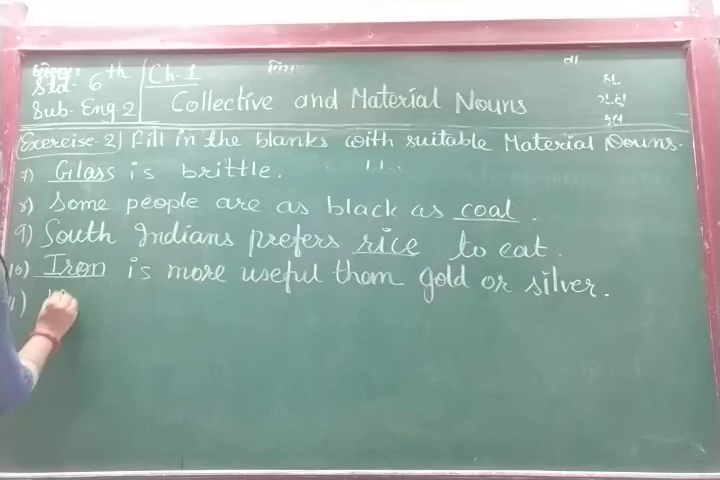 Std. 6th Ch. 1
Sub. Eng. 2 Collective and Material Nouns
Exercise-2) Fill in the blanks with suitable Material Nouns.
7) Glass is brittle.
8) Some people are as black as coal.
9) South Indians prefers rice to eat.
10) Iron is more useful than gold or silver.
11)